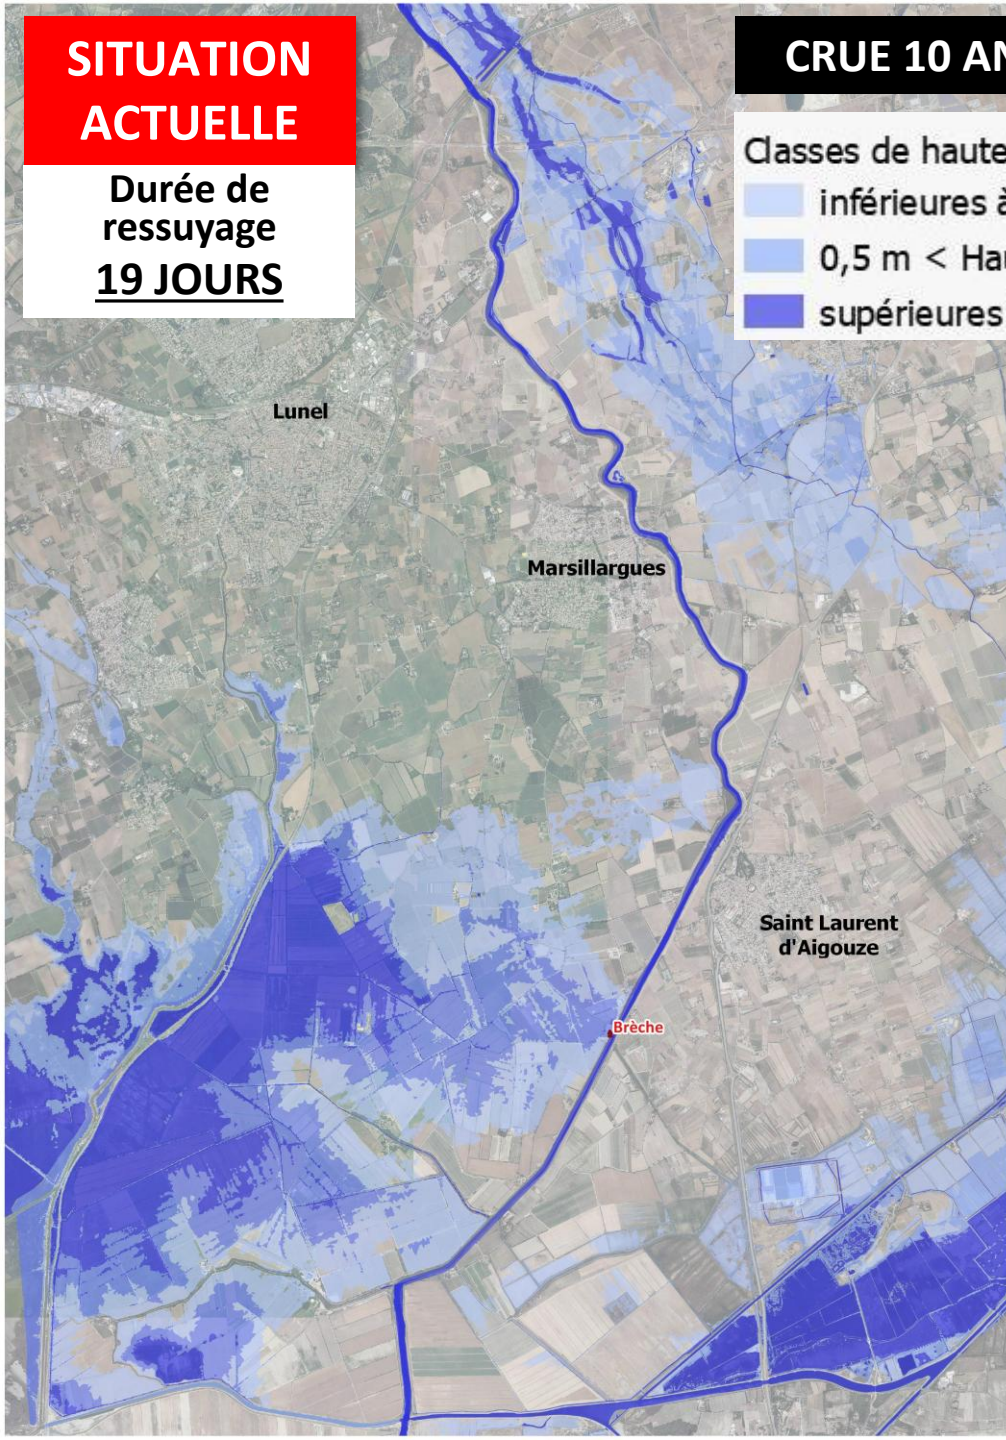 SITUATION
ACTUELLE
Durée de
ressuyage
19 JOURS
CRUE 10 AN
Classes de haute
inférieures à
0,5 m < Hau
supérieures
Lunel
Marsillargues
Saint Laurent
d'Aigouze
Brèche